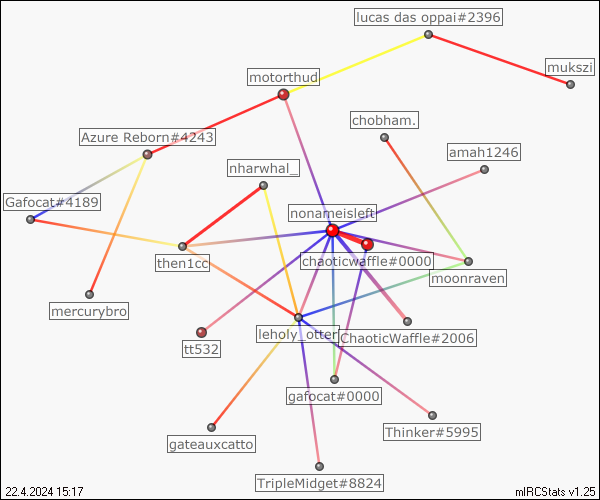 lucas das oppai#2396
mukszi
motorthud
chobham.
Azure Reborn#4243
amah1246
nharwhal_
Gafocat#4189
nonameisleft
then1cc
chaoticwaffle#0000
moonraven
mercurybro
leholy_otter
ChaoticWaffle#2006
tt532
gafocat#0000
Thinker#5995
gateauxcatto
TripleMidget#8824
22.4.2024 15:17
mIRCStats v1.25